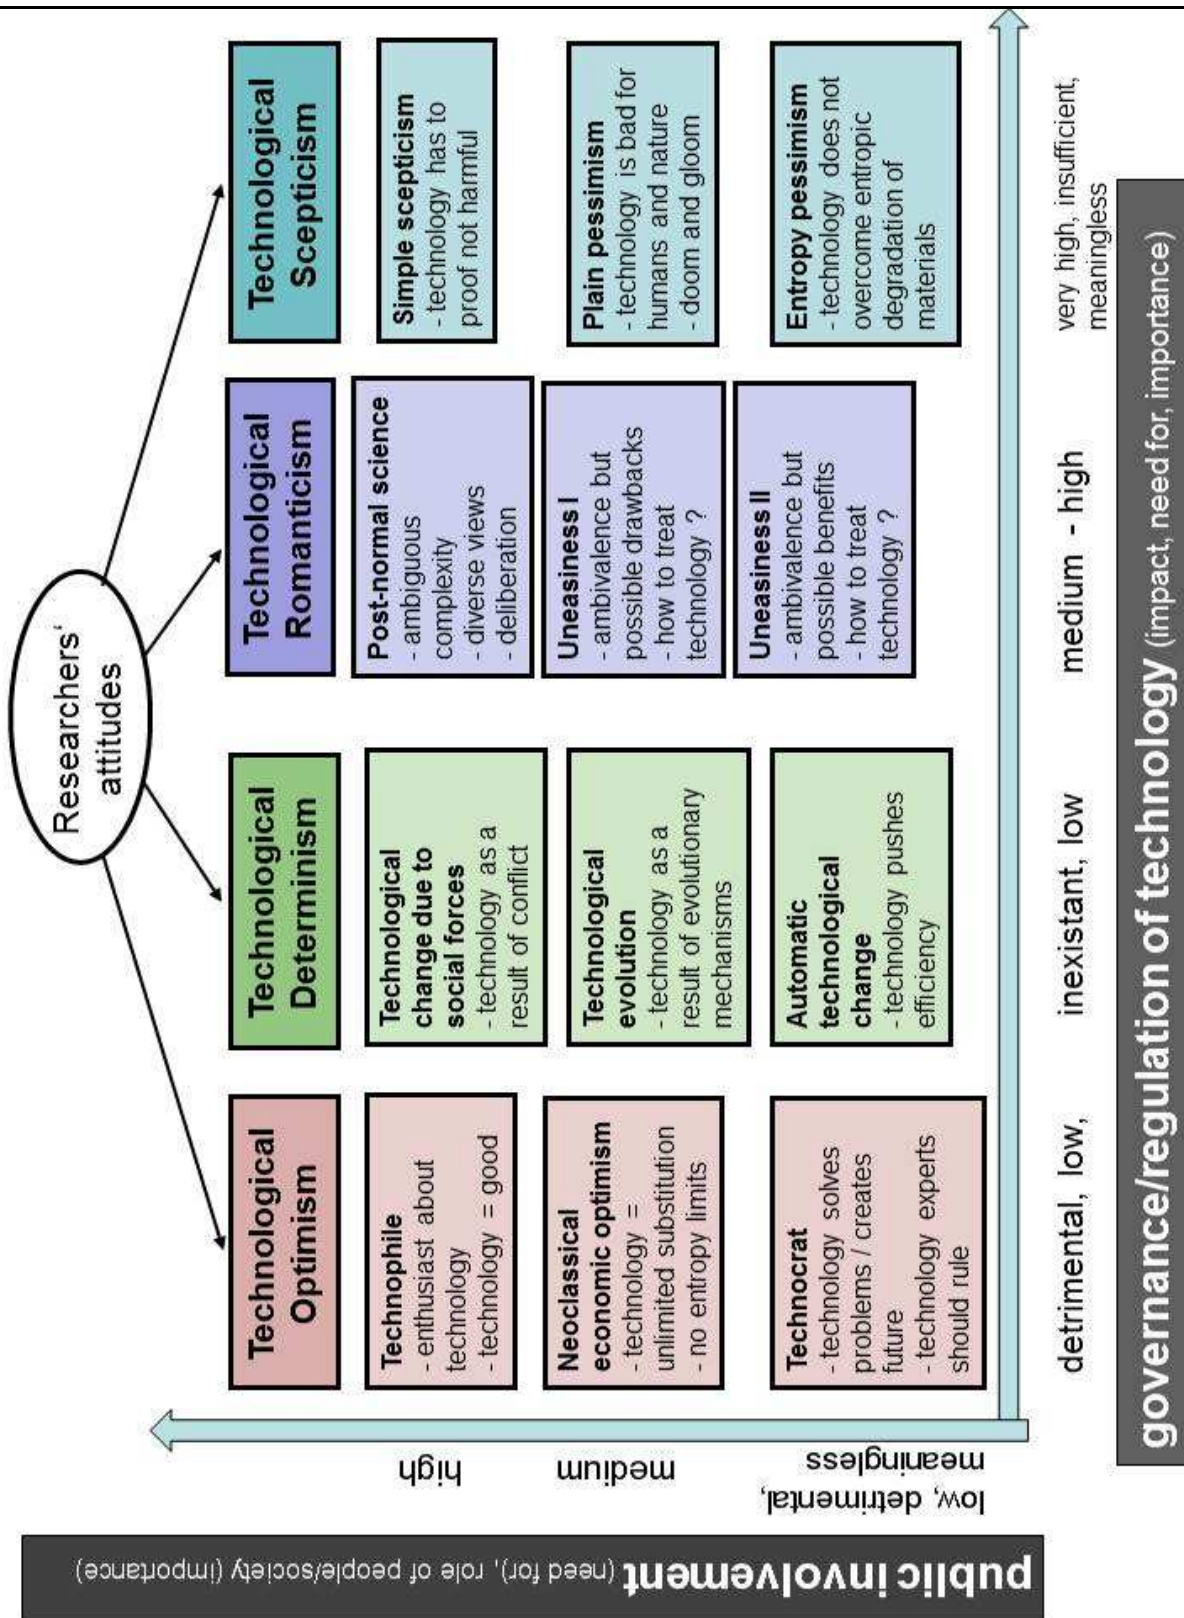 Researchers'
attitudes
Technological
Optimism
Technological
Determinism
Technological
Romanticism
Technological
Scepticism
Technophile
- enthusiast about
technology
- technology = good
Technological
change due to
social forces
- technology as a
result of conflict
Post-normal science
- ambiguous
complexity
- diverse views
- deliberation
Simple scepticism
- technology has to
proof not harmful
Neoclassical
economic optimism
- technology =
unlimited substitution
- no entropy limits
Technological
evolution
- technology as a
result of evolutionary
mechanisms
Uneasiness I
- ambivalence but
possible drawbacks
- how to treat
technology ?
Plain pessimism
- technology is bad for
humans and nature
- doom and gloom
Technocrat
- technology solves
problems / creates
future
- technology experts
should rule
Automatic
technological
change
- technology pushes
efficiency
Uneasiness II
- ambivalence but
possible benefits
- how to treat
technology ?
Entropy pessimism
- technology does not
overcome entropic
degradation of
materials
public involvement (need for), role of people/society (importance)
high
medium
low, detrimental,
meaningless
detrimental, low,
inexistant, low
medium - high
very high, insufficient,
meaningless
governance/regulation of technology (impact, need for, importance)